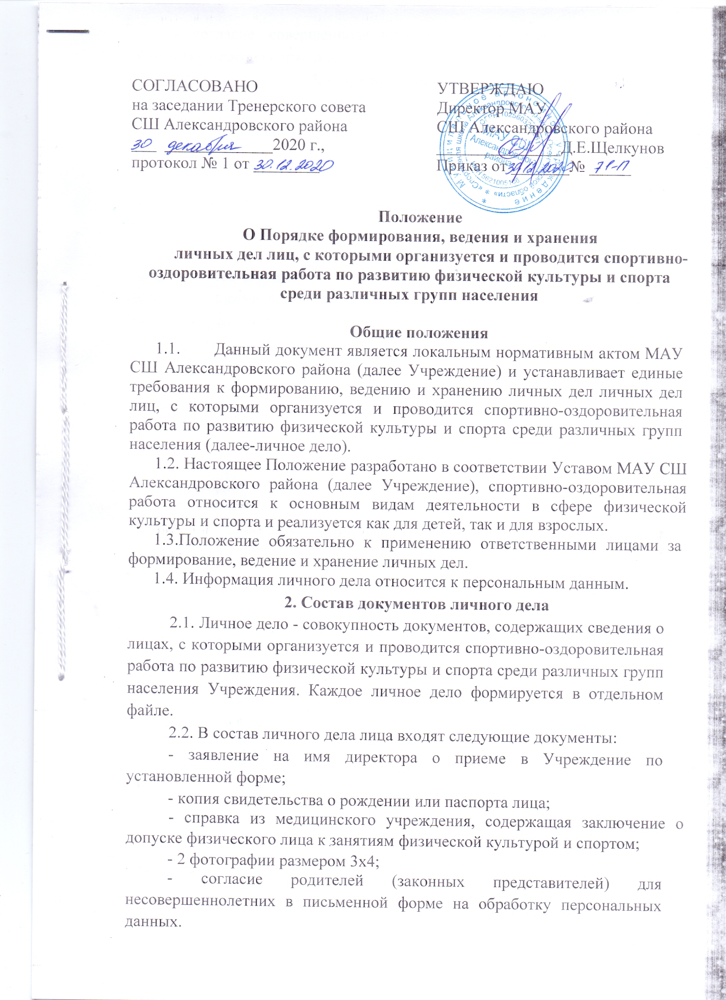 СОГЛАСОВАНО
на заседании Тренерского совета
СШ Александровского района
30 декабря 2020 г.,
протокол № 1 от 30.12.2020
УТВЕРЖДАЮ
Директор МАУ
СШ Александровского района
Д.Е.Щелкунов
Приказ от 30.12.2020 № 71-П
Муниципальное автономное учреждение
МАУ СШ
Александровского
района
ИНН 5621005166
Положение
О Порядке формирования, ведения и хранения
личных дел лиц, с которыми организуется и проводится спортивно-
оздоровительная работа по развитию физической культуры и спорта
среди различных групп населения
Общие положения
1.1. Данный документ является локальным нормативным актом МАУ
СШ Александровского района (далее Учреждение) и устанавливает единые
требования к формированию, ведению и хранению личных дел личных дел
лиц, с которыми организуется и проводится спортивно-оздоровительная
работа по развитию физической культуры и спорта среди различных групп
населения (далее-личное дело).
1.2. Настоящее Положение разработано в соответствии Уставом МАУ СШ
Александровского района (далее Учреждение), спортивно-оздоровительная
работа относится к основным видам деятельности в сфере физической
культуры и спорта и реализуется как для детей, так и для взрослых.
1.3.Положение обязательно к применению ответственными лицами за
формирование, ведение и хранение личных дел.
1.4. Информация личного дела относится к персональным данным.
2. Состав документов личного дела
2.1. Личное дело - совокупность документов, содержащих сведения о
лицах, с которыми организуется и проводится спортивно-оздоровительная
работа по развитию физической культуры и спорта среди различных групп
населения Учреждения. Каждое личное дело формируется в отдельном
файле.
2.2. В состав личного дела лица входят следующие документы:
- заявление на имя директора о приеме в Учреждение по
установленной форме;
- копия свидетельства о рождении или паспорта лица;
- справка из медицинского учреждения, содержащая заключение о
допуске физического лица к занятиям физической культурой и спортом;
- 2 фотографии размером 3х4;
- согласие родителей (законных представителей) для
несовершеннолетних в письменной форме на обработку персональных
данных.